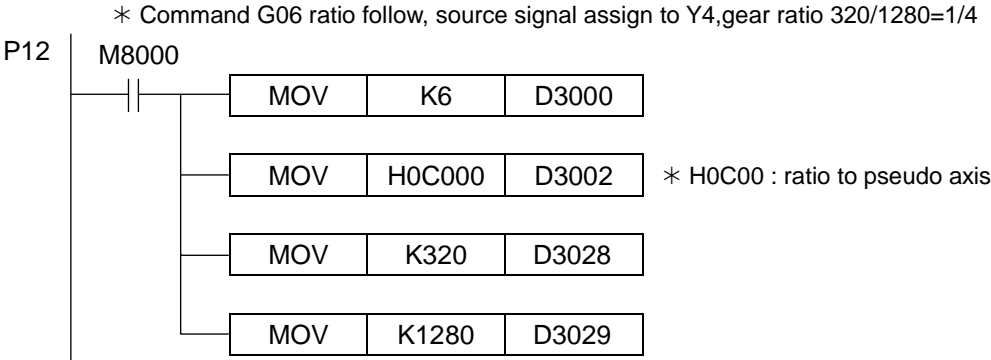 * Command G06 ratio follow, source signal assign to Y4,gear ratio 320/1280=1/4
P12
M8000
MOV K6 D3000
MOV H0C000 D3002 * H0C00 : ratio to pseudo axis
MOV K320 D3028
MOV K1280 D3029